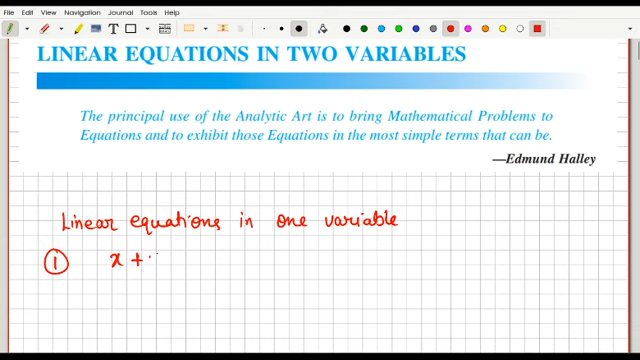 File Edit View Navigation Journal Tools Help
LINEAR EQUATIONS IN TWO VARIABLES
The principal use of the Analytic Art is to bring Mathematical Problems to
Equations and to exhibit those Equations in the most simple terms that can be.
—Edmund Halley
Linear equations in one variable
① x +